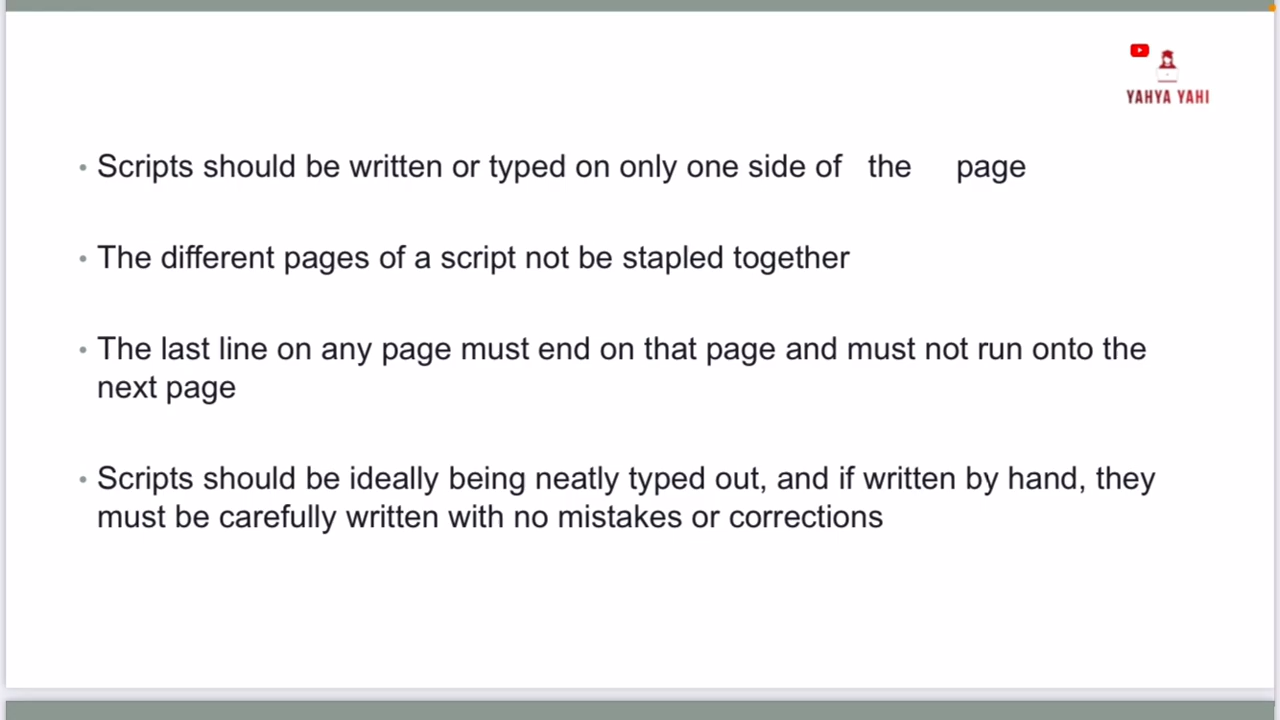 YAHYA YAHI
• Scripts should be written or typed on only one side of the page
• The different pages of a script not be stapled together
• The last line on any page must end on that page and must not run onto the
next page
• Scripts should be ideally being neatly typed out, and if written by hand, they
must be carefully written with no mistakes or corrections